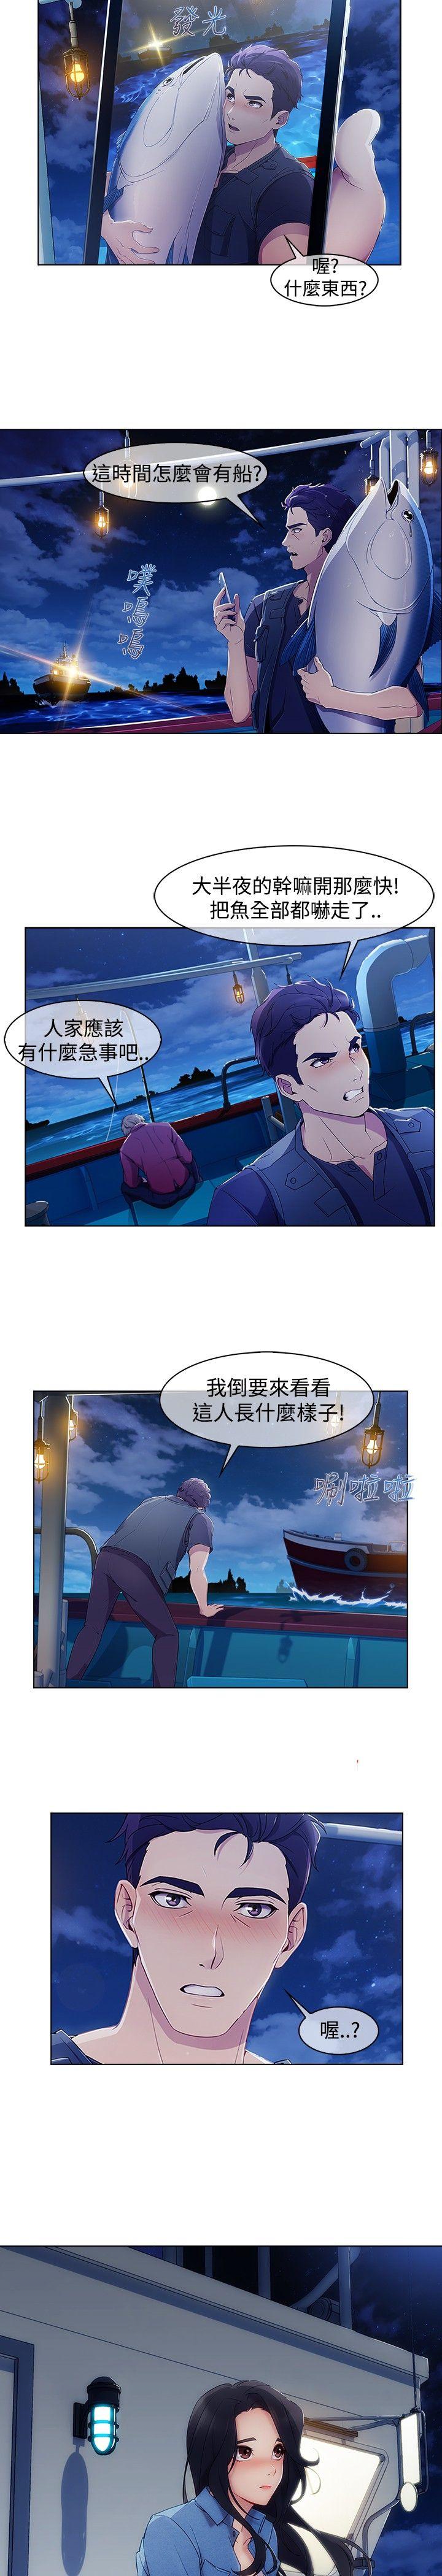 發光
喔?
什麼東西?
這時間怎麼會有船?
噗
嗚
嗚
大半夜的幹嘛開那麼快!
把魚全部都嚇走了..
人家應該
有什麼急事吧..
我倒要來看看
這人長什麼樣子!
唰啦啦
喔..?